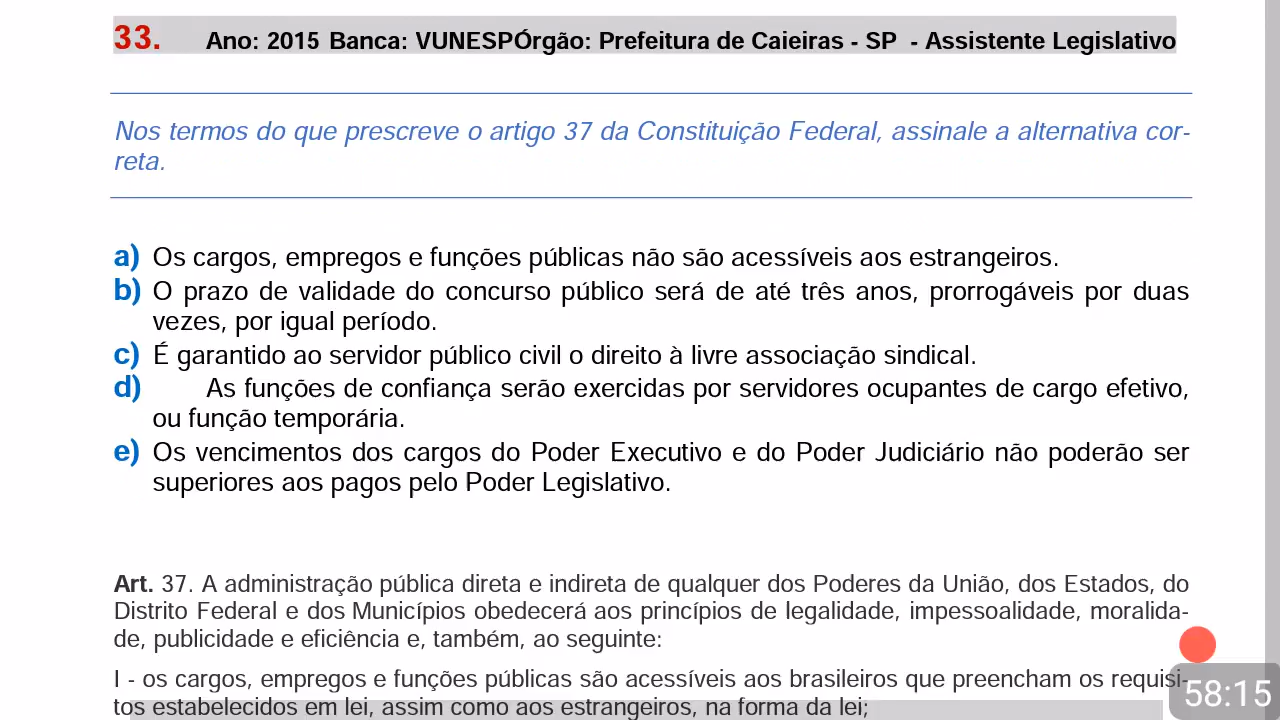 33. Ano: 2015 Banca: VUNESPÓrgão: Prefeitura de Caieiras - SP - Assistente Legislativo
Nos termos do que prescreve o artigo 37 da Constituição Federal, assinale a alternativa cor-
reta.
a) Os cargos, empregos e funções públicas não são acessíveis aos estrangeiros.
b) O prazo de validade do concurso público será de até três anos, prorrogáveis por duas
vezes, por igual período.
c) É garantido ao servidor público civil o direito à livre associação sindical.
d) As funções de confiança serão exercidas por servidores ocupantes de cargo efetivo,
ou função temporária.
e) Os vencimentos dos cargos do Poder Executivo e do Poder Judiciário não poderão ser
superiores aos pagos pelo Poder Legislativo.
Art. 37. A administração pública direta e indireta de qualquer dos Poderes da União, dos Estados, do
Distrito Federal e dos Municípios obedecerá aos princípios de legalidade, impessoalidade, moralida-
de, publicidade e eficiência e, também, ao seguinte:
I - os cargos, empregos e funções públicas são acessíveis aos brasileiros que preencham os requisi-
tos estabelecidos em lei, assim como aos estrangeiros, na forma da lei;
58:15